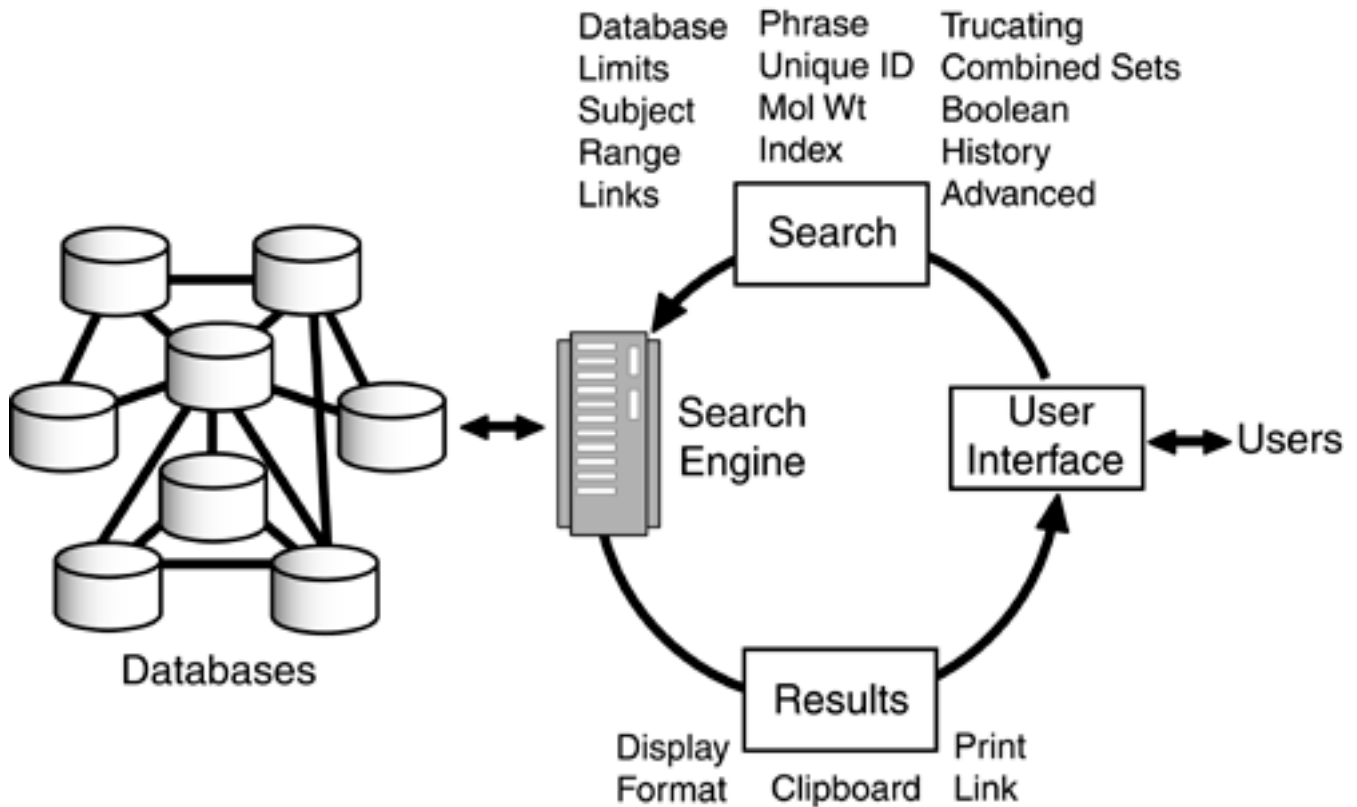 Database Phrase Trucating
Limits Unique ID Combined Sets
Subject Mol Wt Boolean
Range Index History
Links Advanced
Search
Search
Engine
User
Interface
Users
Databases
Results
Display Print
Format Clipboard Link